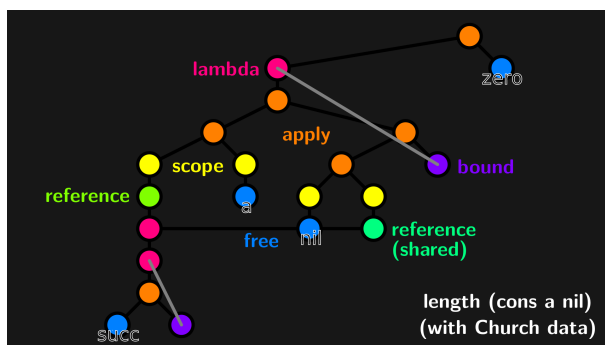 lambda
zero
apply
scope
bound
reference
a
free
nil
reference
(shared)
succ
length (cons a nil)
(with Church data)